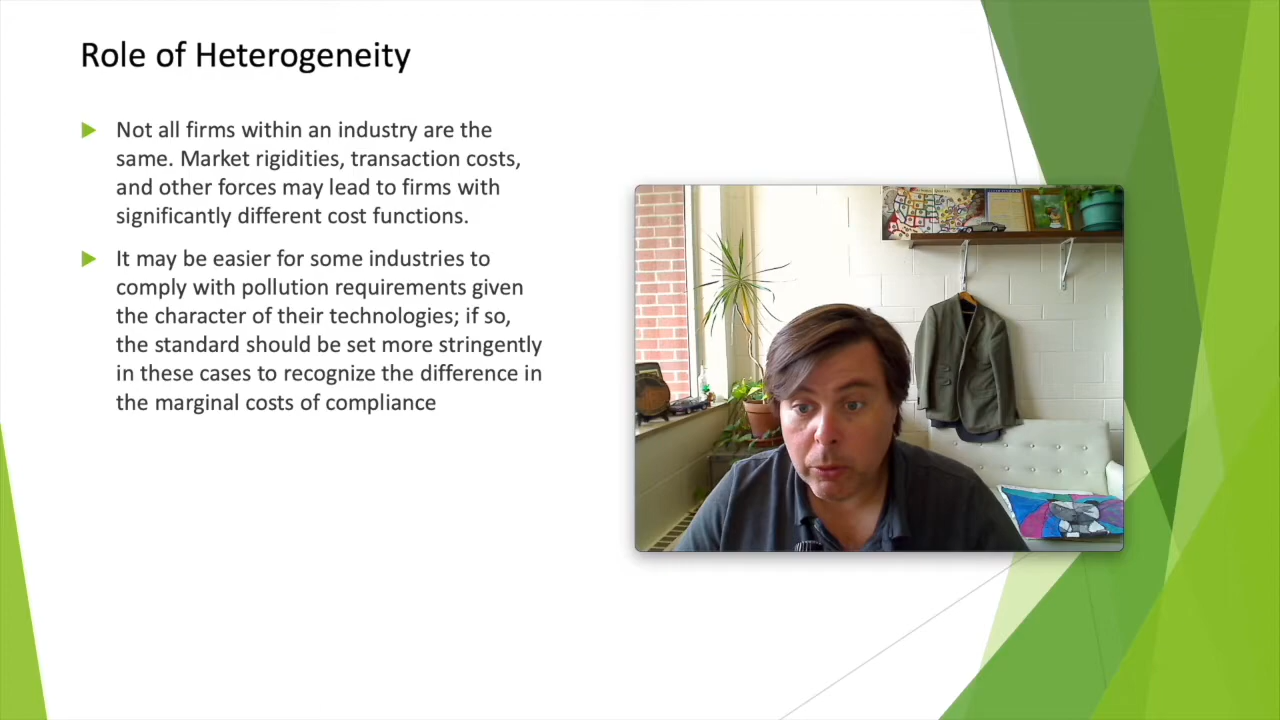 Role of Heterogeneity
Not all firms within an industry are the
same. Market rigidities, transaction costs,
and other forces may lead to firms with
significantly different cost functions.
It may be easier for some industries to
comply with pollution requirements given
the character of their technologies; if so,
the standard should be set more stringently
in these cases to recognize the difference in
the marginal costs of compliance